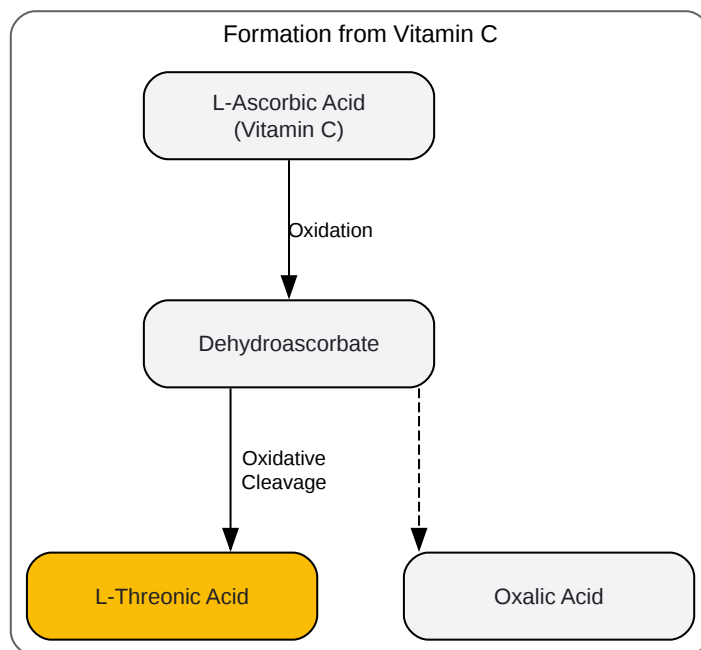 Formation from Vitamin C
L-Ascorbic Acid
(Vitamin C)
Oxidation
Dehydroascorbate
Oxidative
Cleavage
L-Threonic Acid
Oxalic Acid